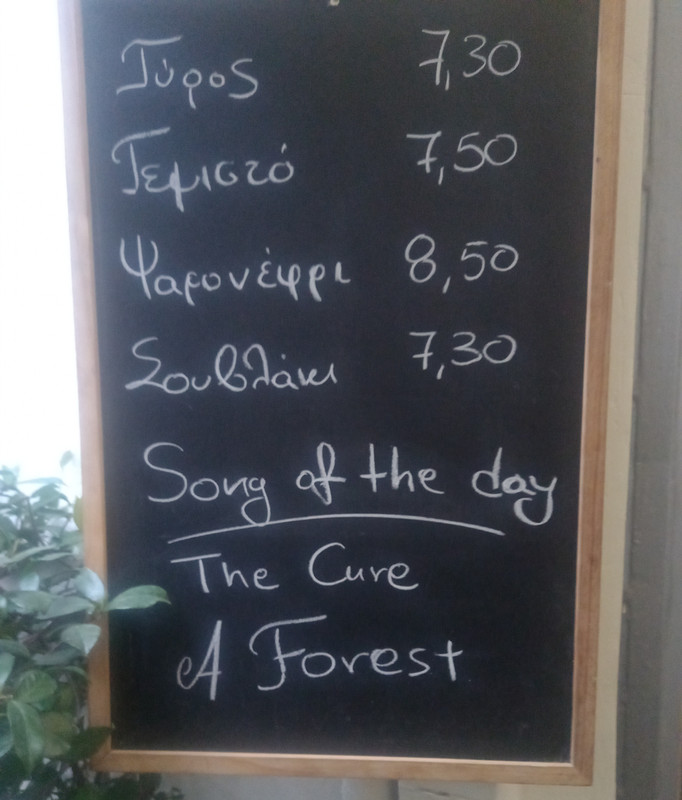 Γύρος 7,30
Γεμιστό 7,50
Ψαρονέφρι 8,50
Σουβλάκι 7,30
Song of the day
The Cure
A Forest